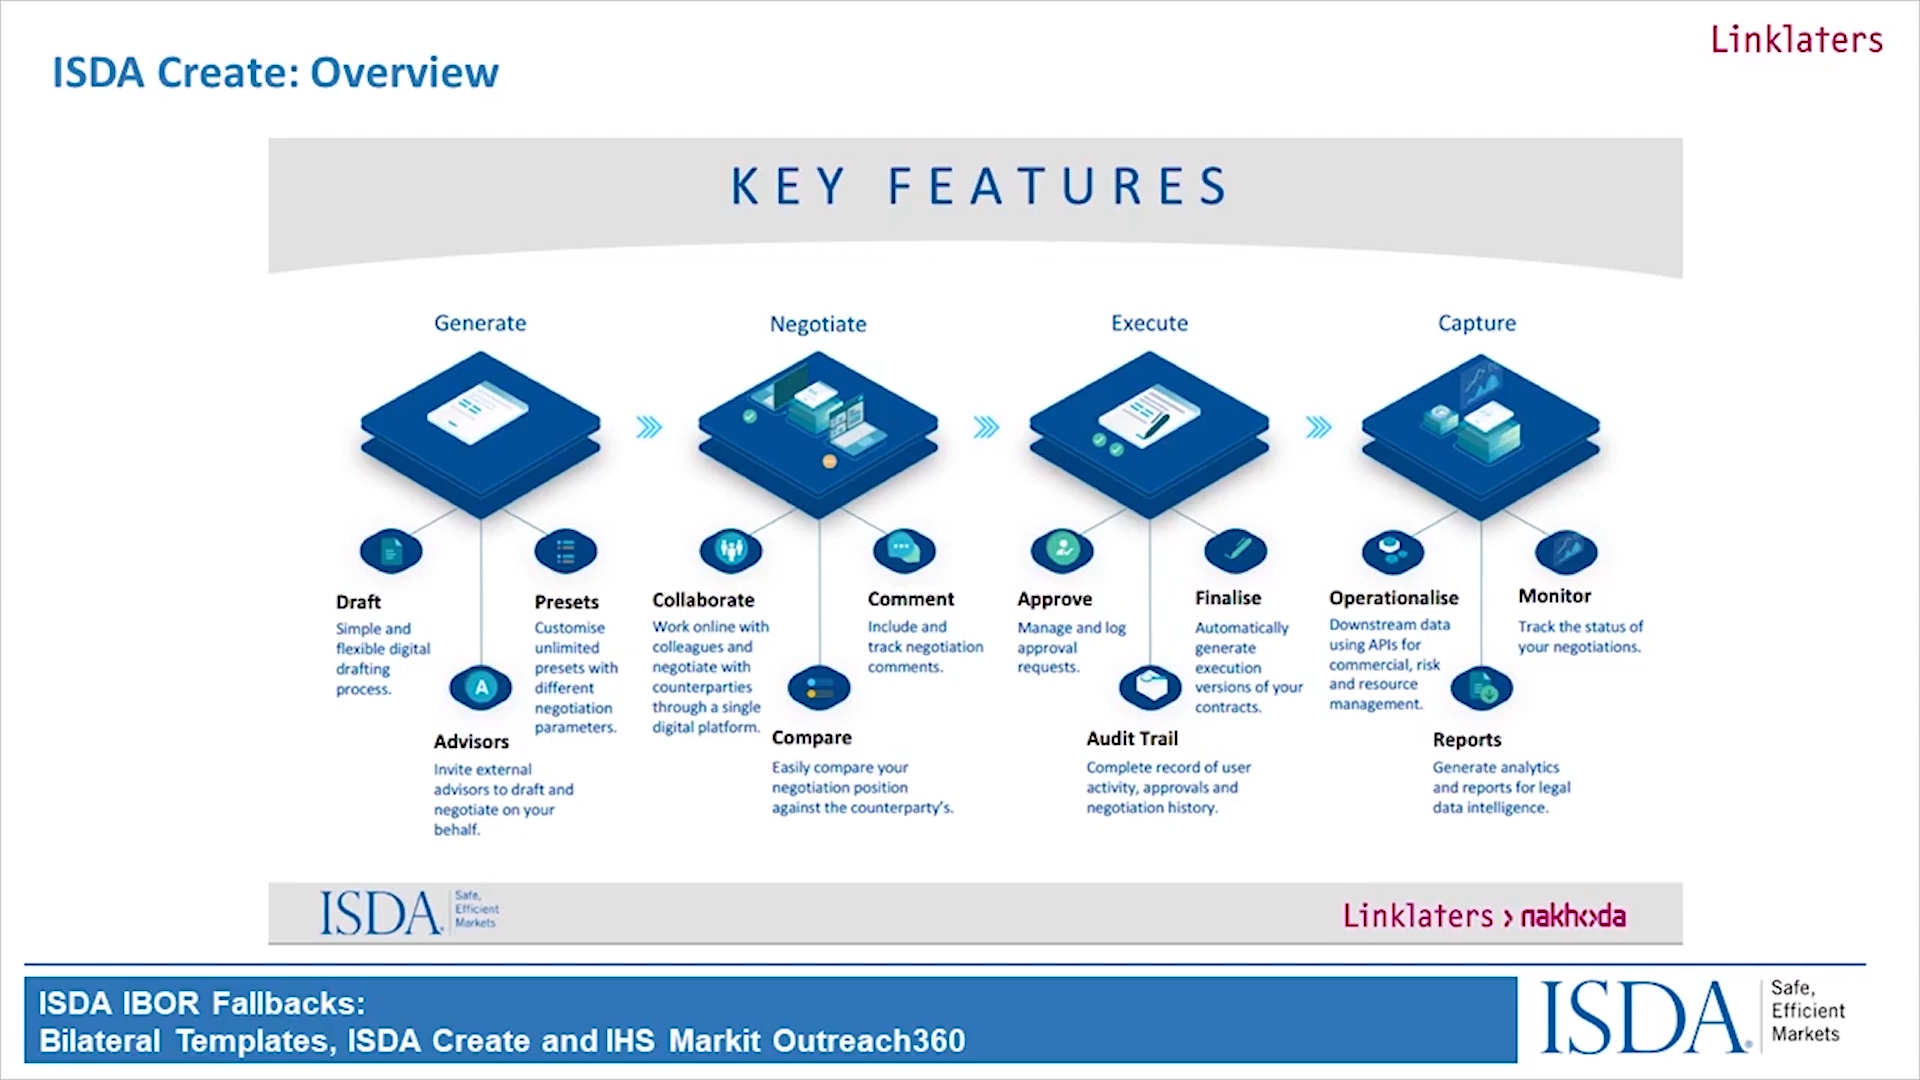 Linklaters
ISDA Create: Overview
KEY FEATURES
Generate
Negotiate
Execute
Capture
Draft
Simple and
flexible digital
drafting
process.
A
Advisors
Invite external
advisors to draft and
negotiate on your
behalf.
Presets
Customise
unlimited
presets with
different
negotiation
parameters.
Collaborate
Work online with
colleagues and
negotiate with
counterparties
through a single
digital platform.
Compare
Easily compare your
negotiation position
against the counterparty's.
Comment
Include and
track negotiation
comments.
Approve
Manage and log
approval
requests.
Audit Trail
Complete record of user
activity, approvals and
negotiation history.
Finalise
Automatically
generate
execution
versions of your
contracts.
Operationalise
Downstream data
using APIs for
commercial, risk
and resource
management.
Reports
Generate analytics
and reports for legal
data intelligence.
Monitor
Track the status of
your negotiations.
ISDA
Safe,
Efficient
Markets
Linklaters > nakhoda
ISDA IBOR Fallbacks:
Bilateral Templates, ISDA Create and IHS Markit Outreach360
ISDA®
Safe,
Efficient
Markets